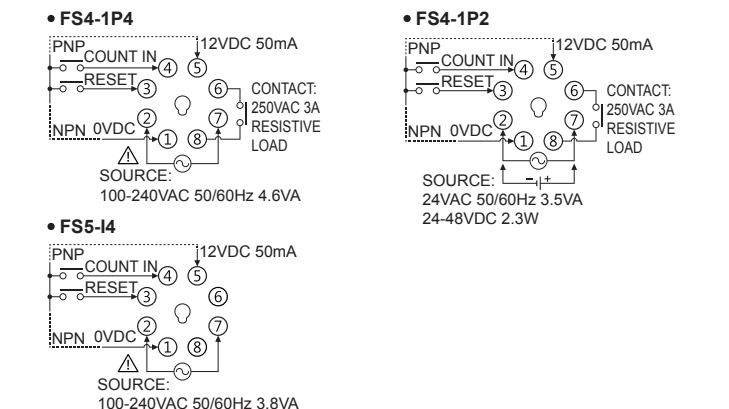 • FS4-1P4
PNP
12VDC 50mA
COUNT IN
4
5
RESET
3
6
CONTACT:
250VAC 3A
RESISTIVE
LOAD
2
7
NPN 0VDC
1
8
SOURCE:
100-240VAC 50/60Hz 4.6VA
• FS4-1P2
PNP
12VDC 50mA
COUNT IN
4
5
RESET
3
6
CONTACT:
250VAC 3A
RESISTIVE
LOAD
2
7
NPN 0VDC
1
8
SOURCE:
- +
24VAC 50/60Hz 3.5VA
24-48VDC 2.3W
• FS5-I4
PNP
12VDC 50mA
COUNT IN
4
5
RESET
3
6
2
7
NPN 0VDC
1
8
SOURCE:
100-240VAC 50/60Hz 3.8VA